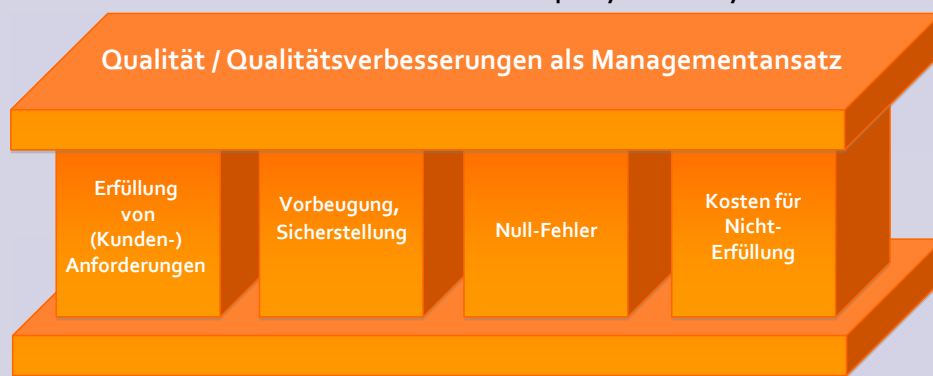 Qualität / Qualitätsverbesserungen als Managementansatz
Erfüllung
von
(Kunden-)
Anforderungen
Vorbeugung,
Sicherstellung
Null-Fehler
Kosten für
Nicht-
Erfüllung